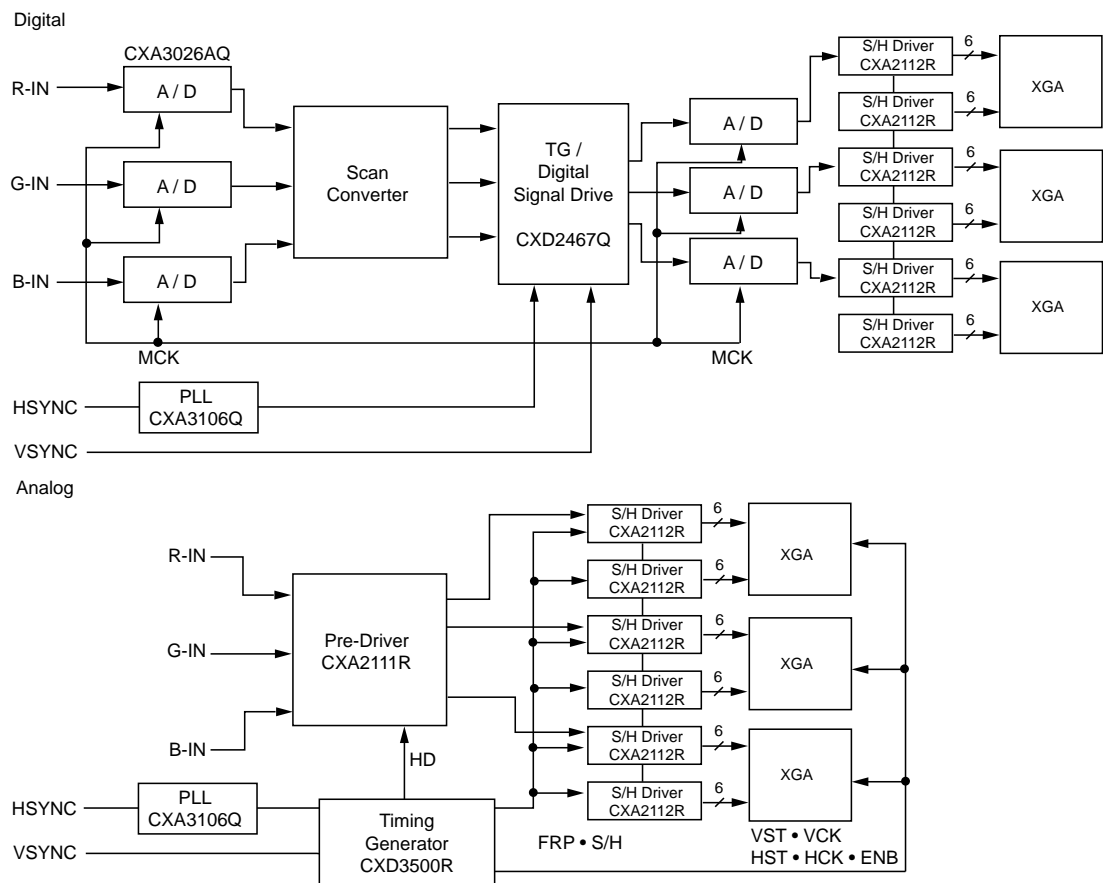 Digital
CXA3026AQ
R-IN
A / D
G-IN
A / D
B-IN
A / D
MCK
Scan
Converter
TG /
Digital
Signal Drive
CXD2467Q
A / D
A / D
A / D
MCK
S/H Driver
CXA2112R
6
S/H Driver
CXA2112R
6
XGA
S/H Driver
CXA2112R
6
S/H Driver
CXA2112R
6
XGA
S/H Driver
CXA2112R
6
S/H Driver
CXA2112R
6
XGA
HSYNC
PLL
CXA3106Q
VSYNC
Analog
R-IN
G-IN
B-IN
Pre-Driver
CXA2111R
HD
HSYNC
PLL
CXA3106Q
VSYNC
Timing
Generator
CXD3500R
S/H Driver
CXA2112R
6
S/H Driver
CXA2112R
6
XGA
S/H Driver
CXA2112R
6
S/H Driver
CXA2112R
6
XGA
S/H Driver
CXA2112R
6
S/H Driver
CXA2112R
6
XGA
FRP • S/H
VST • VCK
HST • HCK • ENB